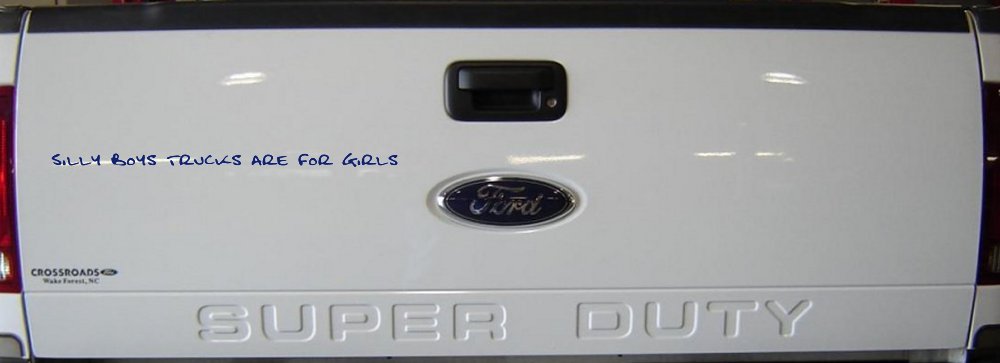 SILLY BOYS TRUCKS ARE FOR GIRLS
Ford
CROSSROADS Ford
Wake Forest, NC
SUPER DUTY